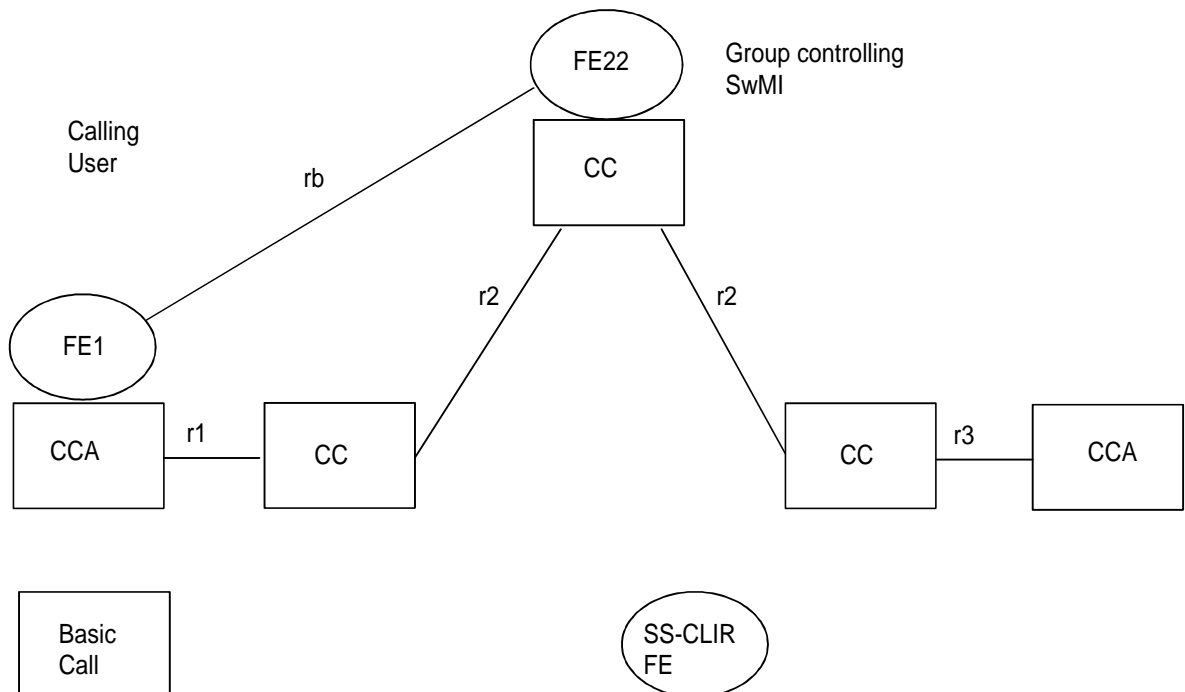 FE22
Group controlling
SwMI
Calling
User
CC
rb
r2
r2
FE1
CCA
r1
CC
CC
r3
CCA
Basic
Call
SS-CLIR
FE